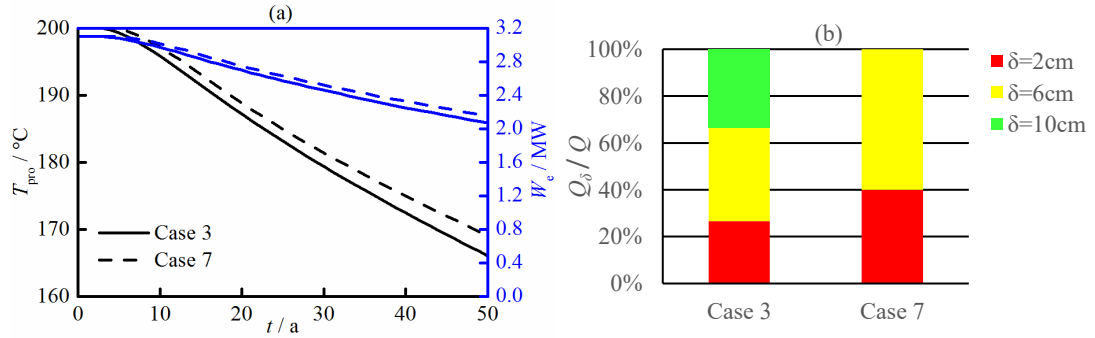 (a)
200
190
180
170
160
T_pro / °C
Case 3
Case 7
0
10
20
30
40
50
t / a
3.2
2.8
2.4
2.0
1.6
1.2
0.8
0.4
0.0
W_e / MW
(b)
100%
80%
60%
40%
20%
0%
Q_δ / Q
Case 3
Case 7
δ=2cm
δ=6cm
δ=10cm